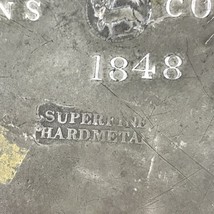 NS CO
1848
SUPERFINE
HARDMETAL